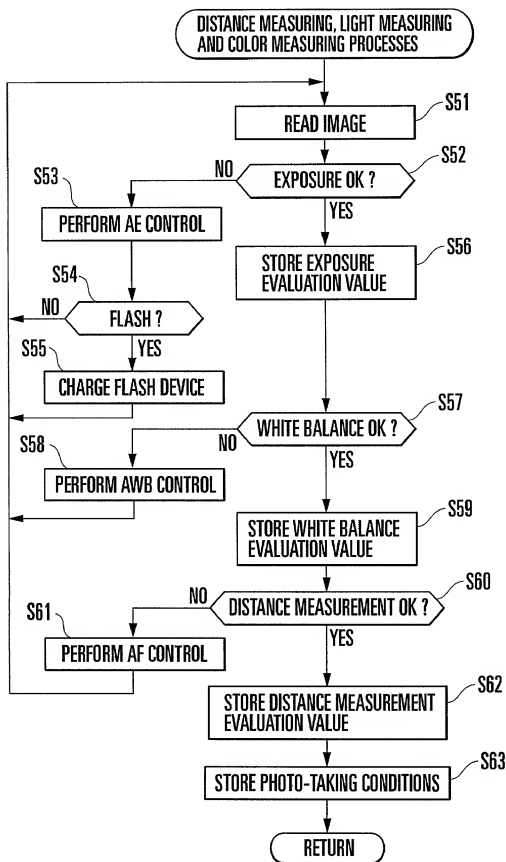 DISTANCE MEASURING, LIGHT MEASURING
AND COLOR MEASURING PROCESSES
S51
READ IMAGE
S52
EXPOSURE OK ?
NO
YES
S53
PERFORM AE CONTROL
S56
STORE EXPOSURE
EVALUATION VALUE
S54
FLASH ?
NO
YES
S55
CHARGE FLASH DEVICE
S57
WHITE BALANCE OK ?
NO
YES
S58
PERFORM AWB CONTROL
S59
STORE WHITE BALANCE
EVALUATION VALUE
S60
DISTANCE MEASUREMENT OK ?
NO
YES
S61
PERFORM AF CONTROL
S62
STORE DISTANCE MEASUREMENT
EVALUATION VALUE
S63
STORE PHOTO-TAKING CONDITIONS
RETURN